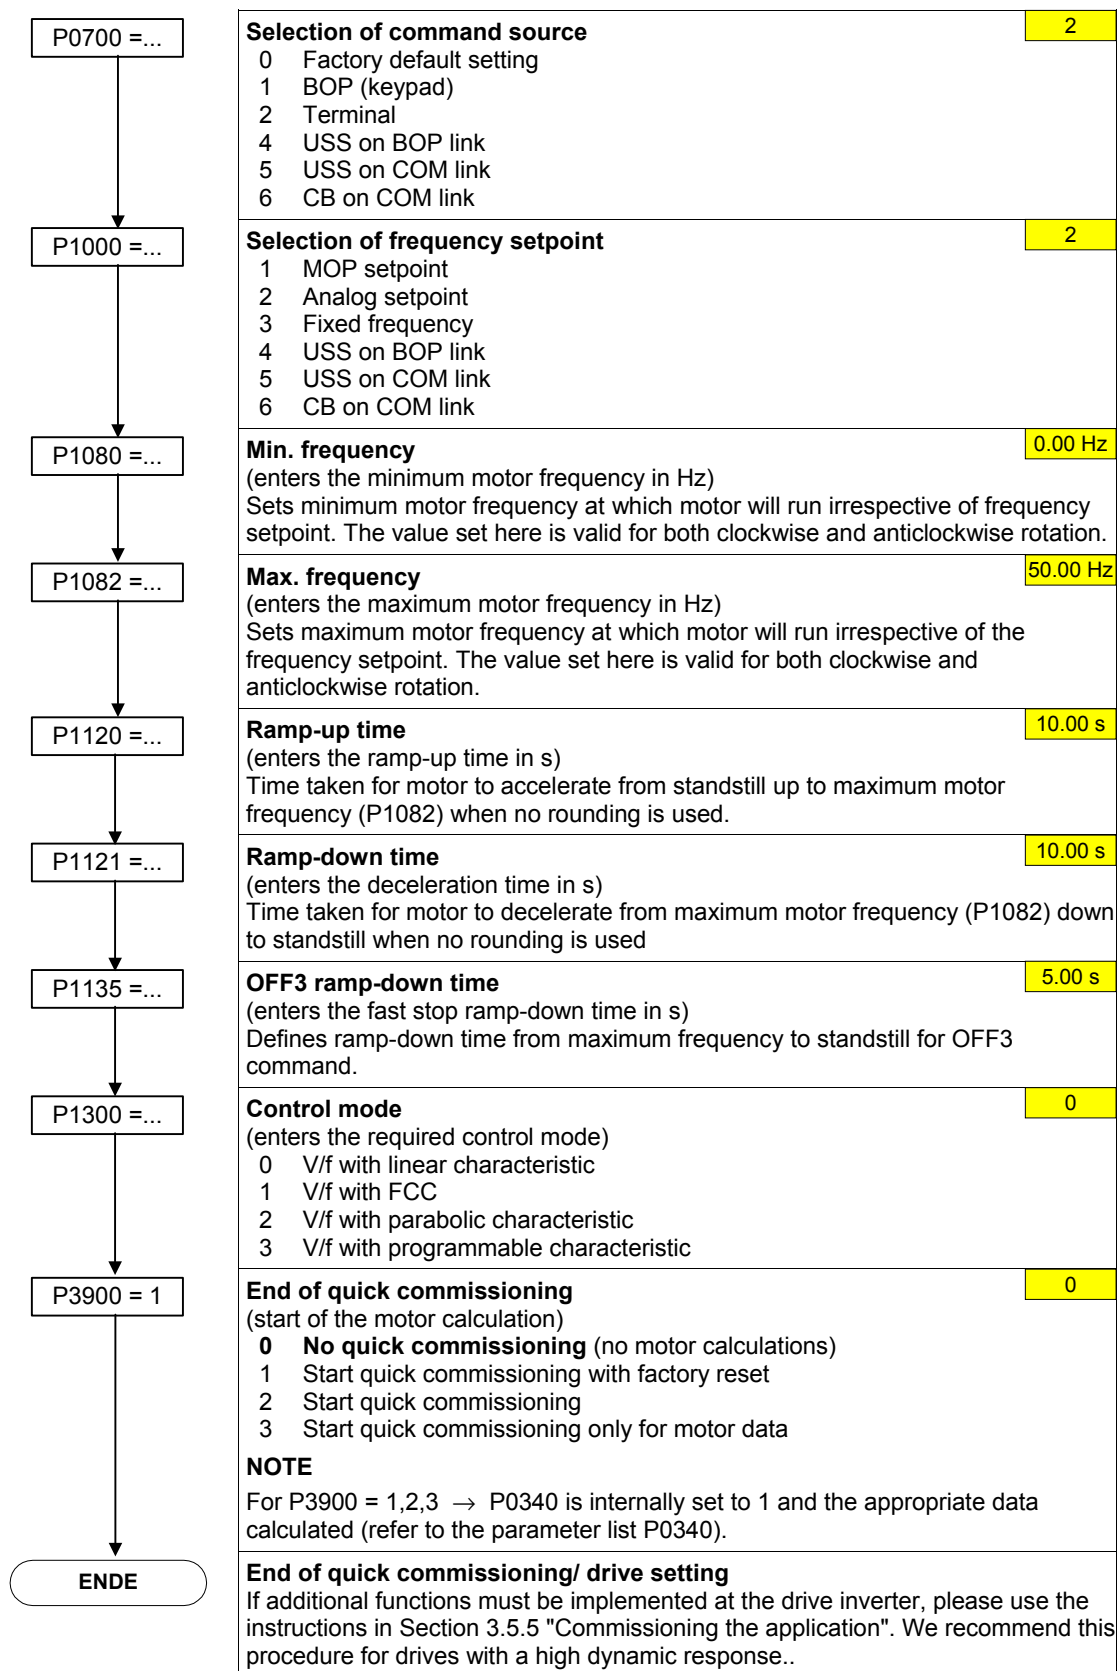 P0700 =...
Selection of command source
2
0 Factory default setting
1 BOP (keypad)
2 Terminal
4 USS on BOP link
5 USS on COM link
6 CB on COM link
P1000 =...
Selection of frequency setpoint
2
1 MOP setpoint
2 Analog setpoint
3 Fixed frequency
4 USS on BOP link
5 USS on COM link
6 CB on COM link
P1080 =...
Min. frequency
0.00 Hz
(enters the minimum motor frequency in Hz)
Sets minimum motor frequency at which motor will run irrespective of frequency
setpoint. The value set here is valid for both clockwise and anticlockwise rotation.
P1082 =...
Max. frequency
50.00 Hz
(enters the maximum motor frequency in Hz)
Sets maximum motor frequency at which motor will run irrespective of the
frequency setpoint. The value set here is valid for both clockwise and
anticlockwise rotation.
P1120 =...
Ramp-up time
10.00 s
(enters the ramp-up time in s)
Time taken for motor to accelerate from standstill up to maximum motor
frequency (P1082) when no rounding is used.
P1121 =...
Ramp-down time
10.00 s
(enters the deceleration time in s)
Time taken for motor to decelerate from maximum motor frequency (P1082) down
to standstill when no rounding is used
P1135 =...
OFF3 ramp-down time
5.00 s
(enters the fast stop ramp-down time in s)
Defines ramp-down time from maximum frequency to standstill for OFF3
command.
P1300 =...
Control mode
0
(enters the required control mode)
0 V/f with linear characteristic
1 V/f with FCC
2 V/f with parabolic characteristic
3 V/f with programmable characteristic
P3900 = 1
End of quick commissioning
0
(start of the motor calculation)
0 No quick commissioning (no motor calculations)
1 Start quick commissioning with factory reset
2 Start quick commissioning
3 Start quick commissioning only for motor data
NOTE
For P3900 = 1,2,3 → P0340 is internally set to 1 and the appropriate data
calculated (refer to the parameter list P0340).
ENDE
End of quick commissioning/ drive setting
If additional functions must be implemented at the drive inverter, please use the
instructions in Section 3.5.5 "Commissioning the application". We recommend this
procedure for drives with a high dynamic response..